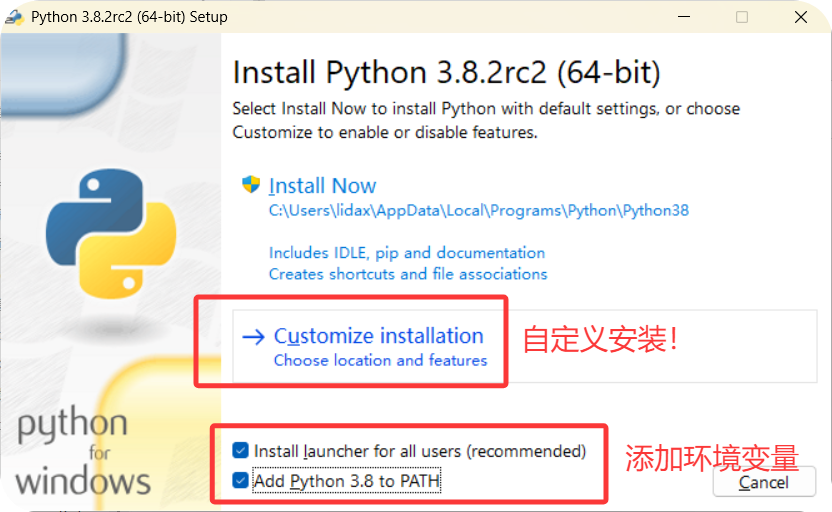 Python 3.8.2rc2 (64-bit) Setup
Install Python 3.8.2rc2 (64-bit)
Select Install Now to install Python with default settings, or choose
Customize to enable or disable features.
Install Now
C:\Users\lidax\AppData\Local\Programs\Python\Python38
Includes IDLE, pip and documentation
Creates shortcuts and file associations
Customize installation
Choose location and features
自定义安装!
python
for
windows
Install launcher for all users (recommended)
Add Python 3.8 to PATH
添加环境变量
Cancel